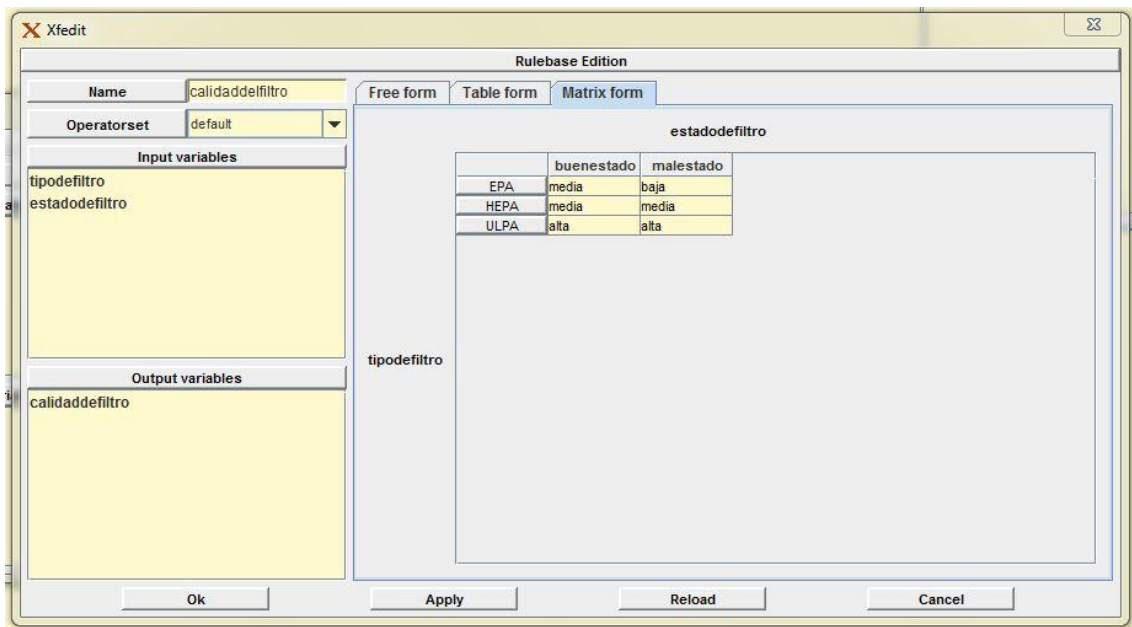 Xfedit
Rulebase Edition
Name calidaddelfiltro
Operatorset default
Input variables
tipodefiltro
estadodefiltro
Output variables
calidaddefiltro
Free form Table form Matrix form
estadodefiltro
buenestado malestado
EPA media baja
HEPA media media
ULPA alta alta
tipodefiltro
Ok Apply Reload Cancel